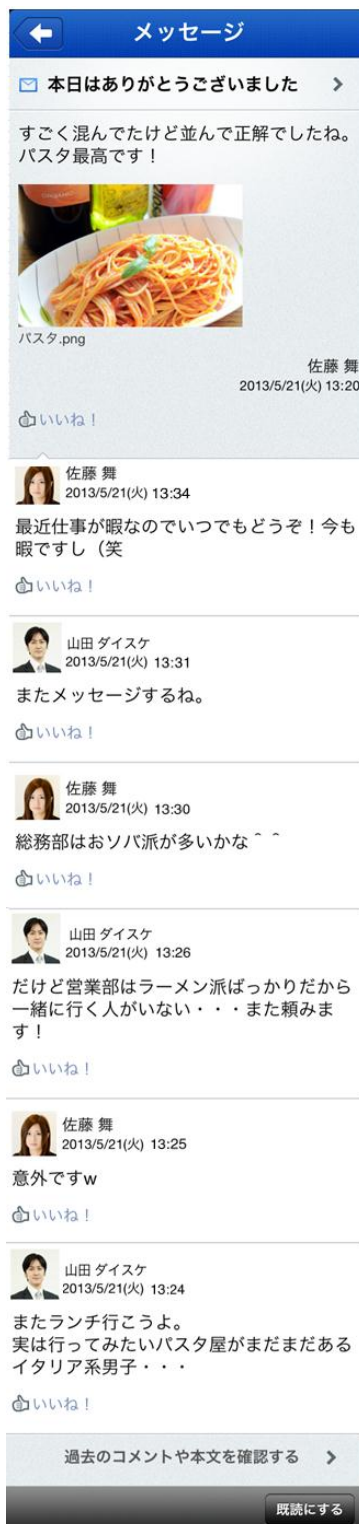 メッセージ
本日はありがとうございました
すごく混んでたけど並んで正解でしたね。
パスタ最高です！
パスタ.png
佐藤 舞
2013/5/21(火) 13:20
いいね！
佐藤 舞
2013/5/21(火) 13:34
最近仕事が暇なのでいつでもどうぞ！今も
暇ですし（笑
いいね！
山田 ダイスケ
2013/5/21(火) 13:31
またメッセージするね。
いいね！
佐藤 舞
2013/5/21(火) 13:30
総務部はおソバ派が多いかな＾＾
いいね！
山田 ダイスケ
2013/5/21(火) 13:26
だけど営業部はラーメン派ばっかりだから
一緒に行く人がいない・・・また頼みま
す！
いいね！
佐藤 舞
2013/5/21(火) 13:25
意外ですw
いいね！
山田 ダイスケ
2013/5/21(火) 13:24
またランチ行こうよ。
実は行ってみたいパスタ屋がまだまだある
イタリア系男子・・・
いいね！
過去のコメントや本文を確認する
既読にする